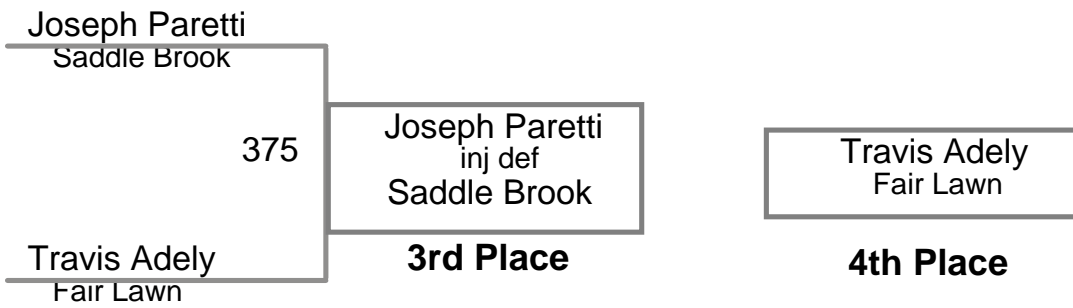 Joseph Paretti
Saddle Brook
375
Joseph Paretti
inj def
Saddle Brook
3rd Place
Travis Adely
Fair Lawn
Travis Adely
Fair Lawn
4th Place